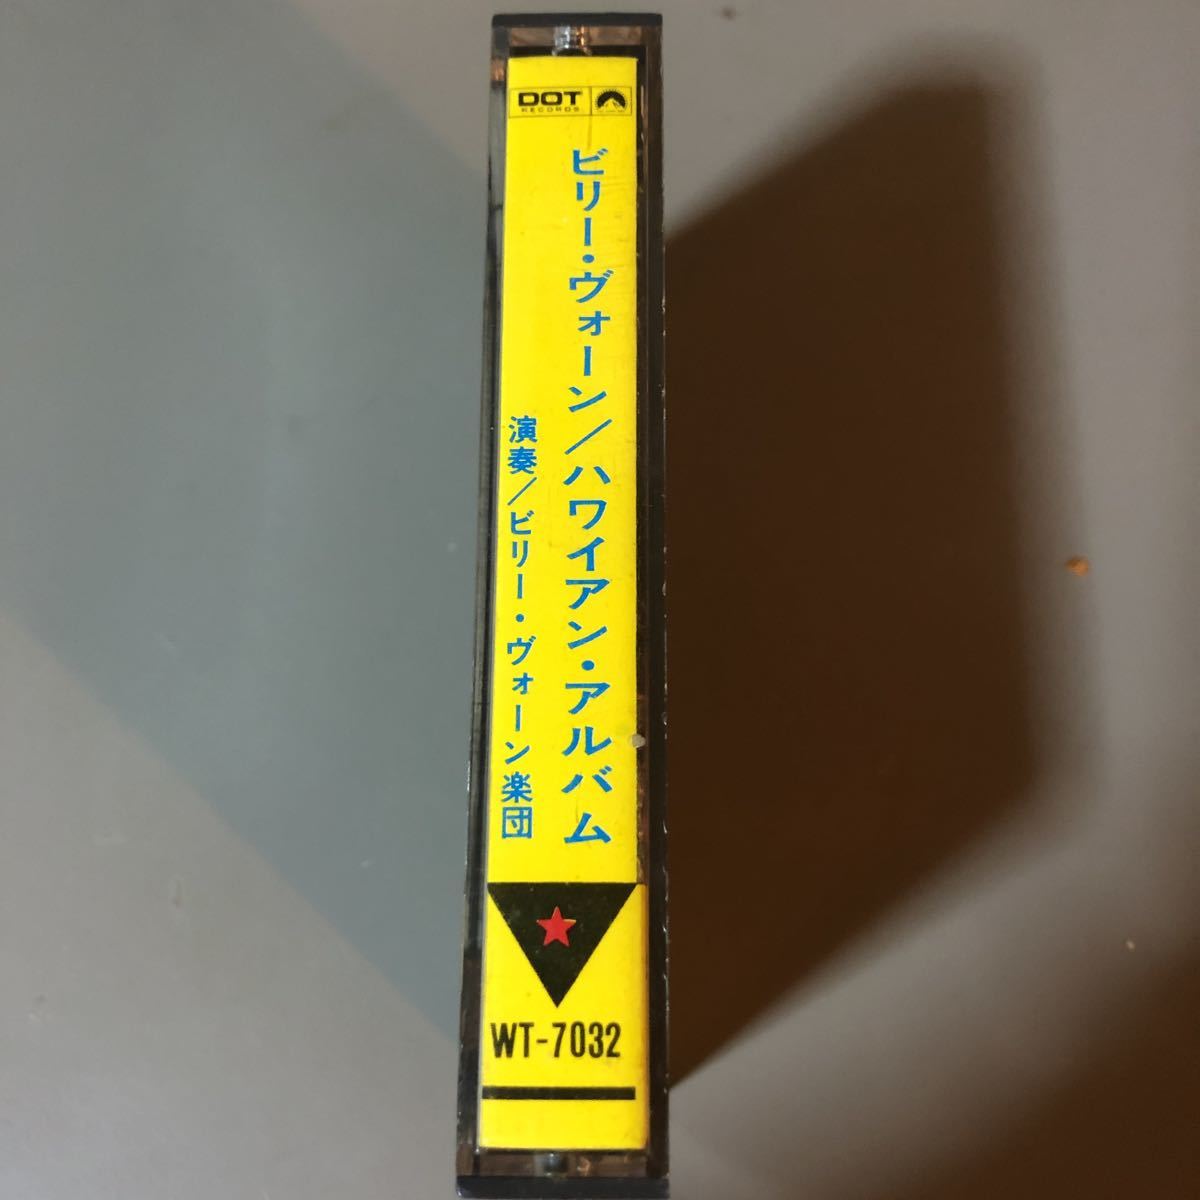 DOT
RECORDS
ビリー・ヴォーン/ハワイアン・アルバム
演奏/ビリー・ヴォーン楽団
WT-7032